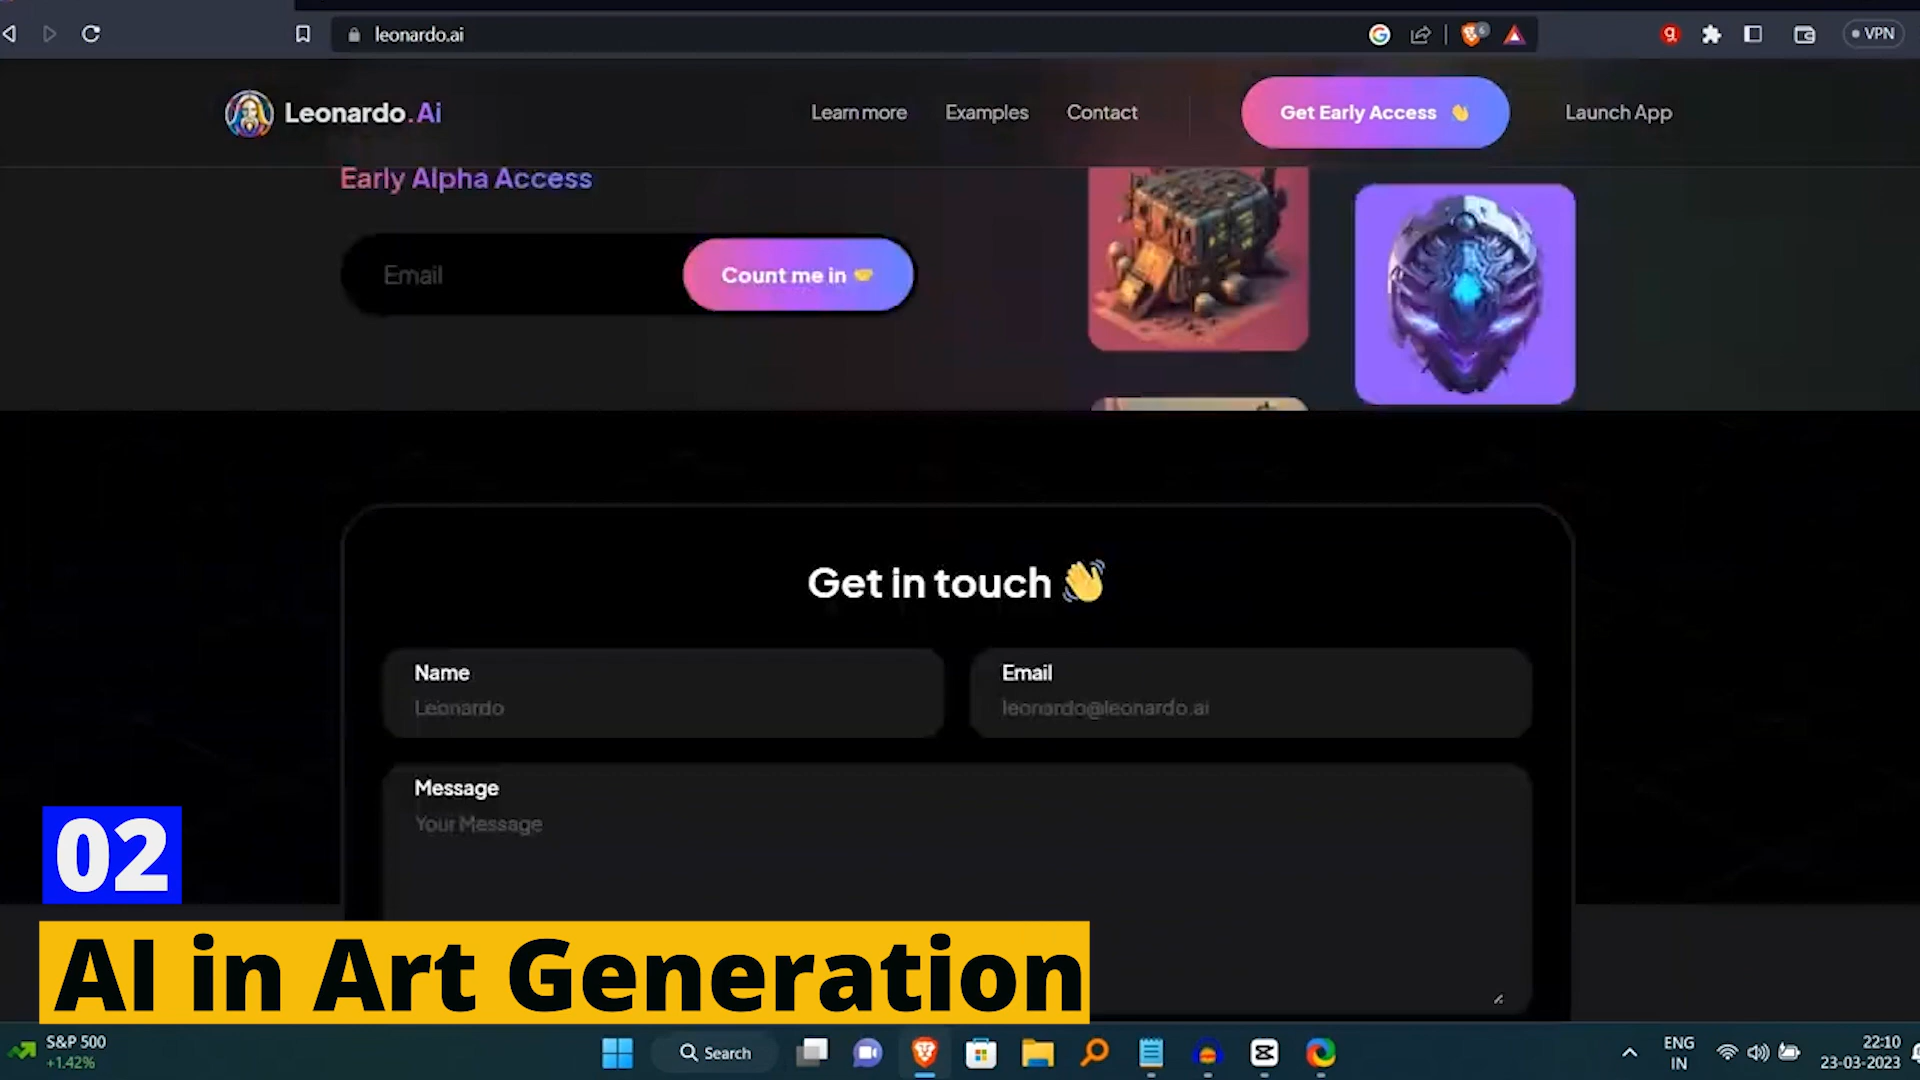 leonardo.ai
6
VPN
Leonardo.Ai
Learn more
Examples
Contact
Get Early Access 👋
Launch App
Early Alpha Access
Email
Count me in 🤝
Get in touch 👋
Name
Leonardo
Email
leonardo@leonardo.ai
Message
Your Message
02
AI in Art Generation
S&P 500
+1.42%
Search
ENG
IN
22:10
23-03-2023